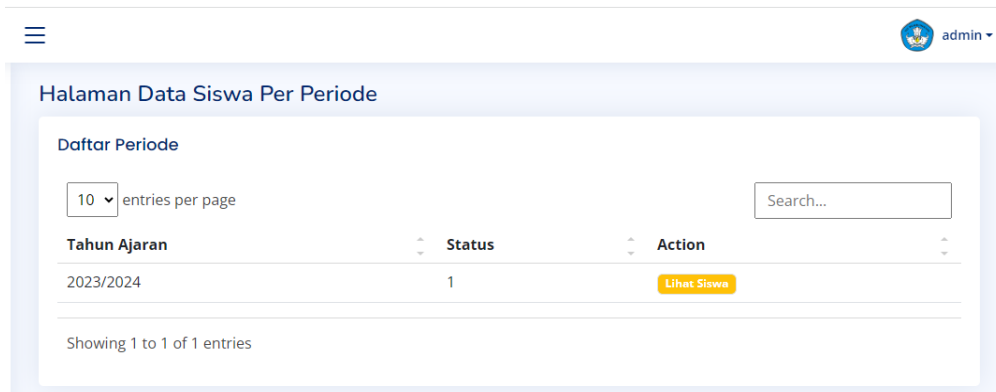 admin
Halaman Data Siswa Per Periode
Daftar Periode
10 entries per page
Search...
Tahun Ajaran Status Action
2023/2024 1 Lihat Siswa
Showing 1 to 1 of 1 entries